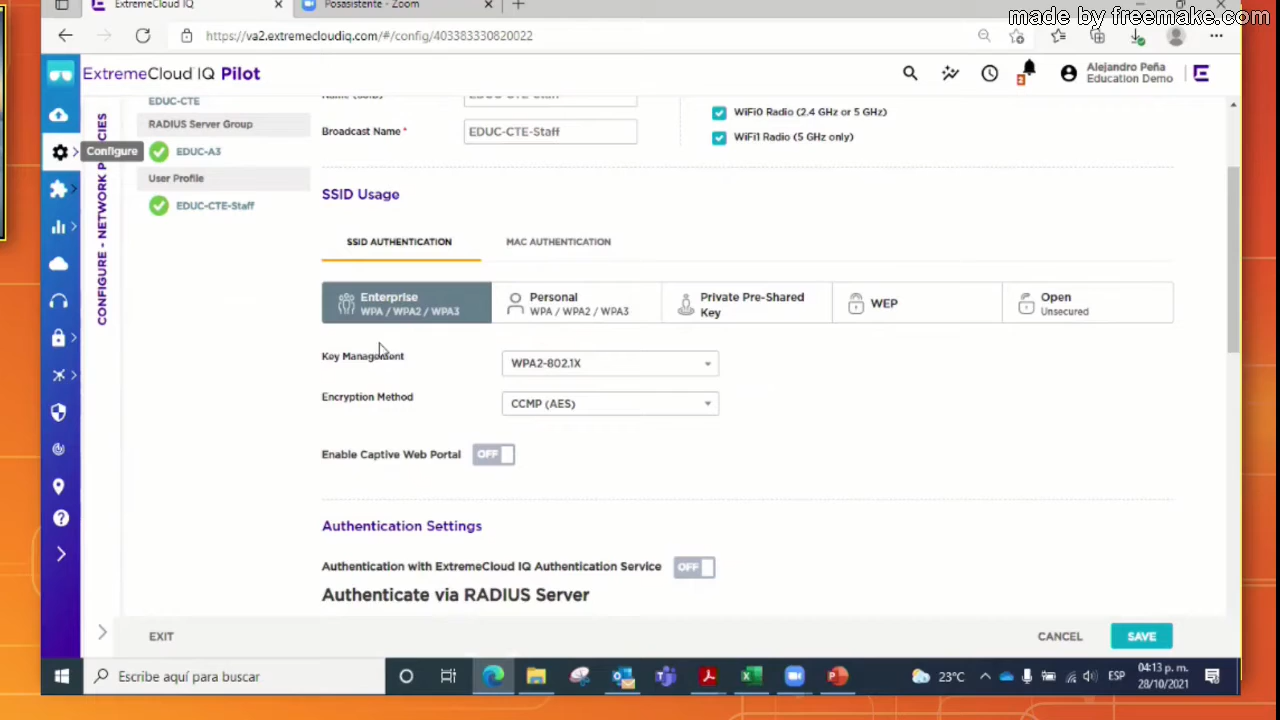 made by freemake.com
ExtremeCloud IQ
Posasistente - Zoom
https://va2.extremecloudiq.com/#/config/403383330820022
ExtremeCloud IQ Pilot
Alejandro Peña
Education Demo
CONFIGURE - NETWORK POLICIES
Configure
EDUC-CTE
RADIUS Server Group
EDUC-A3
User Profile
EDUC-CTE-Staff
Name (SSID)
EDUC-CTE-Staff
Broadcast Name *
EDUC-CTE-Staff
WiFi0 Radio (2.4 GHz or 5 GHz)
WiFi1 Radio (5 GHz only)
SSID Usage
SSID AUTHENTICATION
MAC AUTHENTICATION
Enterprise
WPA / WPA2 / WPA3
Personal
WPA / WPA2 / WPA3
Private Pre-Shared
Key
WEP
Open
Unsecured
Key Management
WPA2-802.1X
Encryption Method
CCMP (AES)
Enable Captive Web Portal
OFF
Authentication Settings
Authentication with ExtremeCloud IQ Authentication Service
OFF
Authenticate via RADIUS Server
EXIT
CANCEL
SAVE
Escribe aquí para buscar
23°C
ESP
04:13 p. m.
28/10/2021